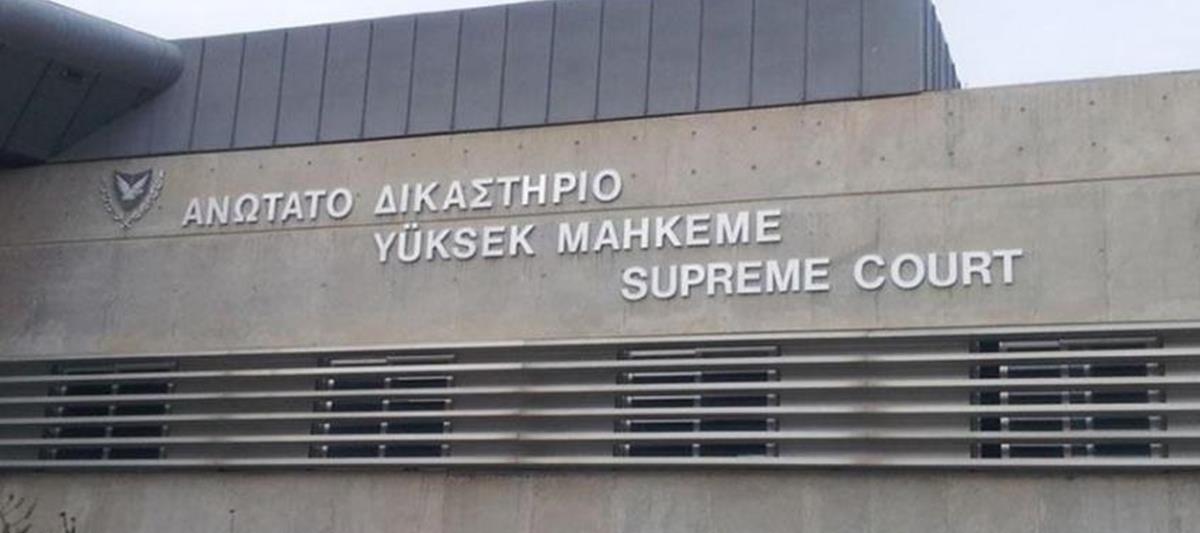 ΑΝΩΤΑΤΟ ΔΙΚΑΣΤΗΡΙΟ
YÜKSEK MAHKEME
SUPREME COURT